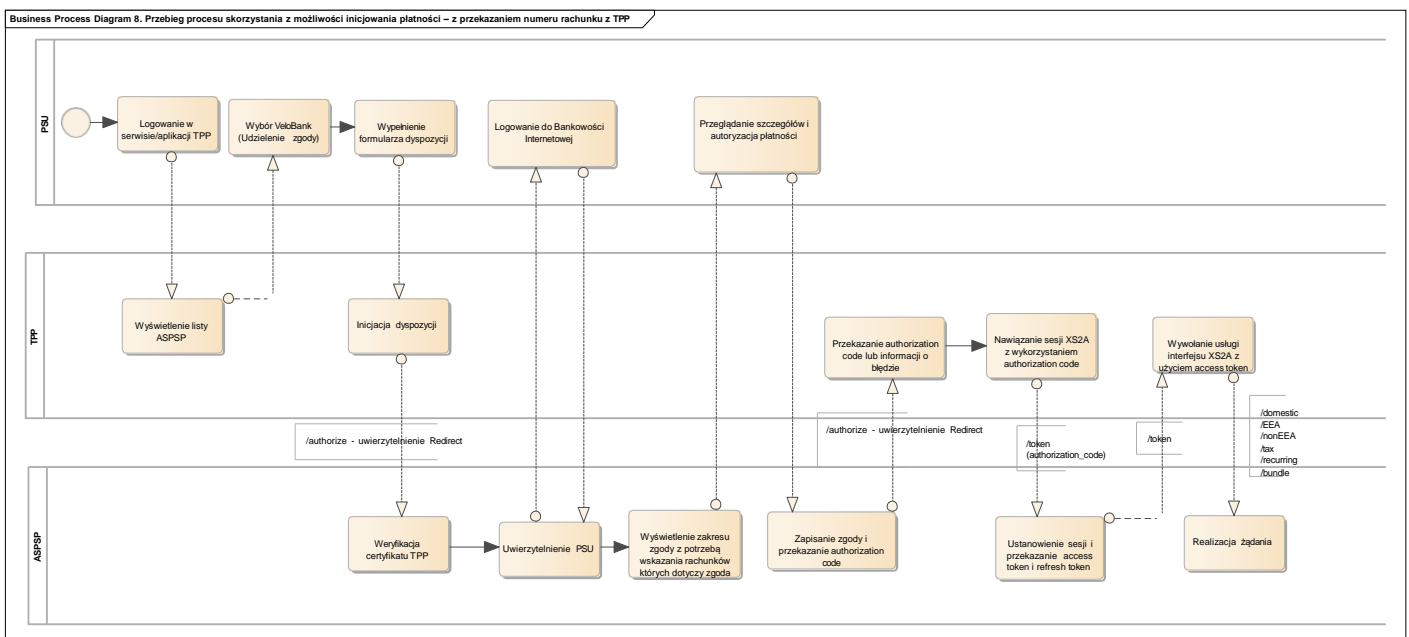 Business Process Diagram 8. Przebieg procesu skorzystania z możliwości inicjowania płatności – z przekazaniem numeru rachunku z TPP
PSU
Logowanie w
serwisie/aplikacji TPP
Wybór VeloBank
(Udzielenie zgody)
Wypełnienie
formularza dyspozycji
Logowanie do Bankowości
Internetowej
Przeglądanie szczegółów i
autoryzacja płatności
TPP
Wyświetlenie listy
ASPSP
Inicjacja dyspozycji
Przekazanie authorization
code lub informacji o
błędzie
Nawiązanie sesji XS2A
z wykorzystaniem
authorization code
Wywołanie usługi
interfejsu XS2A z
użyciem access token
/authorize - uwierzytelnienie Redirect
/authorize - uwierzytelnienie Redirect
/token
(authorization_code)
/token
/domestic
/EEA
/nonEEA
/tax
/recurring
/bundle
ASPSP
Weryfikacja
certyfikatu TPP
Uwierzytelnienie PSU
Wyświetlenie zakresu
zgody z potrzebą
wskazania rachunków
których dotyczy zgoda
Zapisanie zgody i
przekazanie authorization
code
Ustanowienie sesji i
przekazanie access
token i refresh token
Realizacja żądania